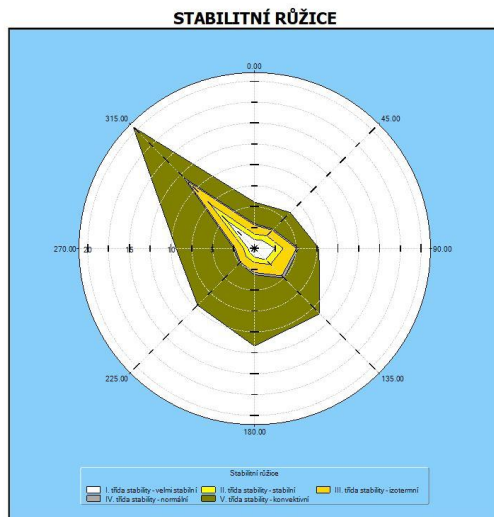 STABILITNÍ RŮŽICE
0.00
315.00
45.00
270.00
20
15
10
90.00
225.00
135.00
180.00
Stabilitní růžice
I. třída stability - velmi stabilní
II. třída stability - stabilní
III. třída stability - izotermní
IV. třída stability - normální
V. třída stability - konvektivní